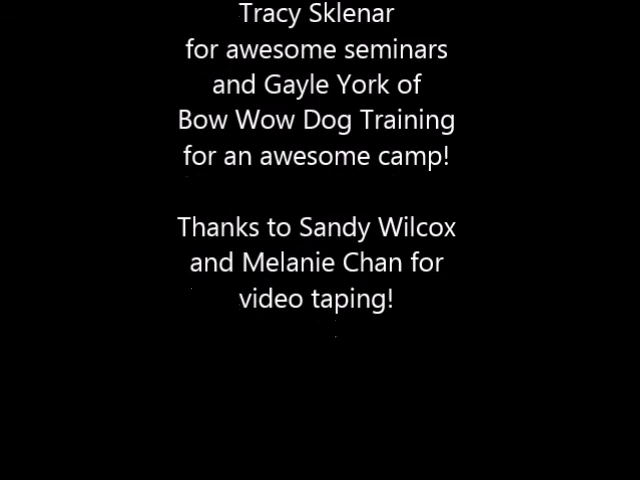 Tracy Sklenar
for awesome seminars
and Gayle York of
Bow Wow Dog Training
for an awesome camp!
Thanks to Sandy Wilcox
and Melanie Chan for
video taping!